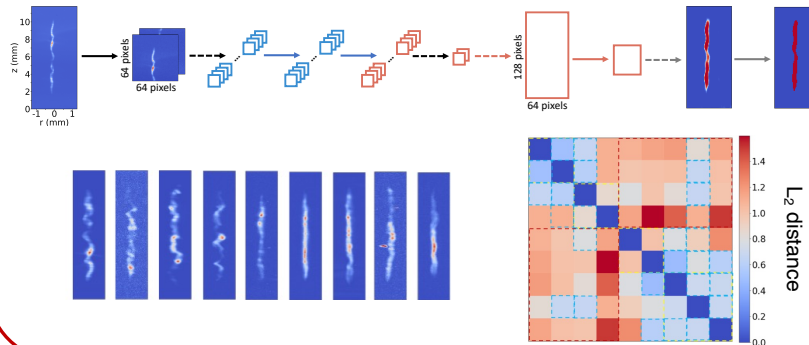 10
8
6
4
2
0
z (mm)
-1 0 1
r (mm)
64 pixels
64 pixels
128 pixels
64 pixels
1.4
1.2
1.0
0.8
0.6
0.4
0.2
0.0
L₂ distance